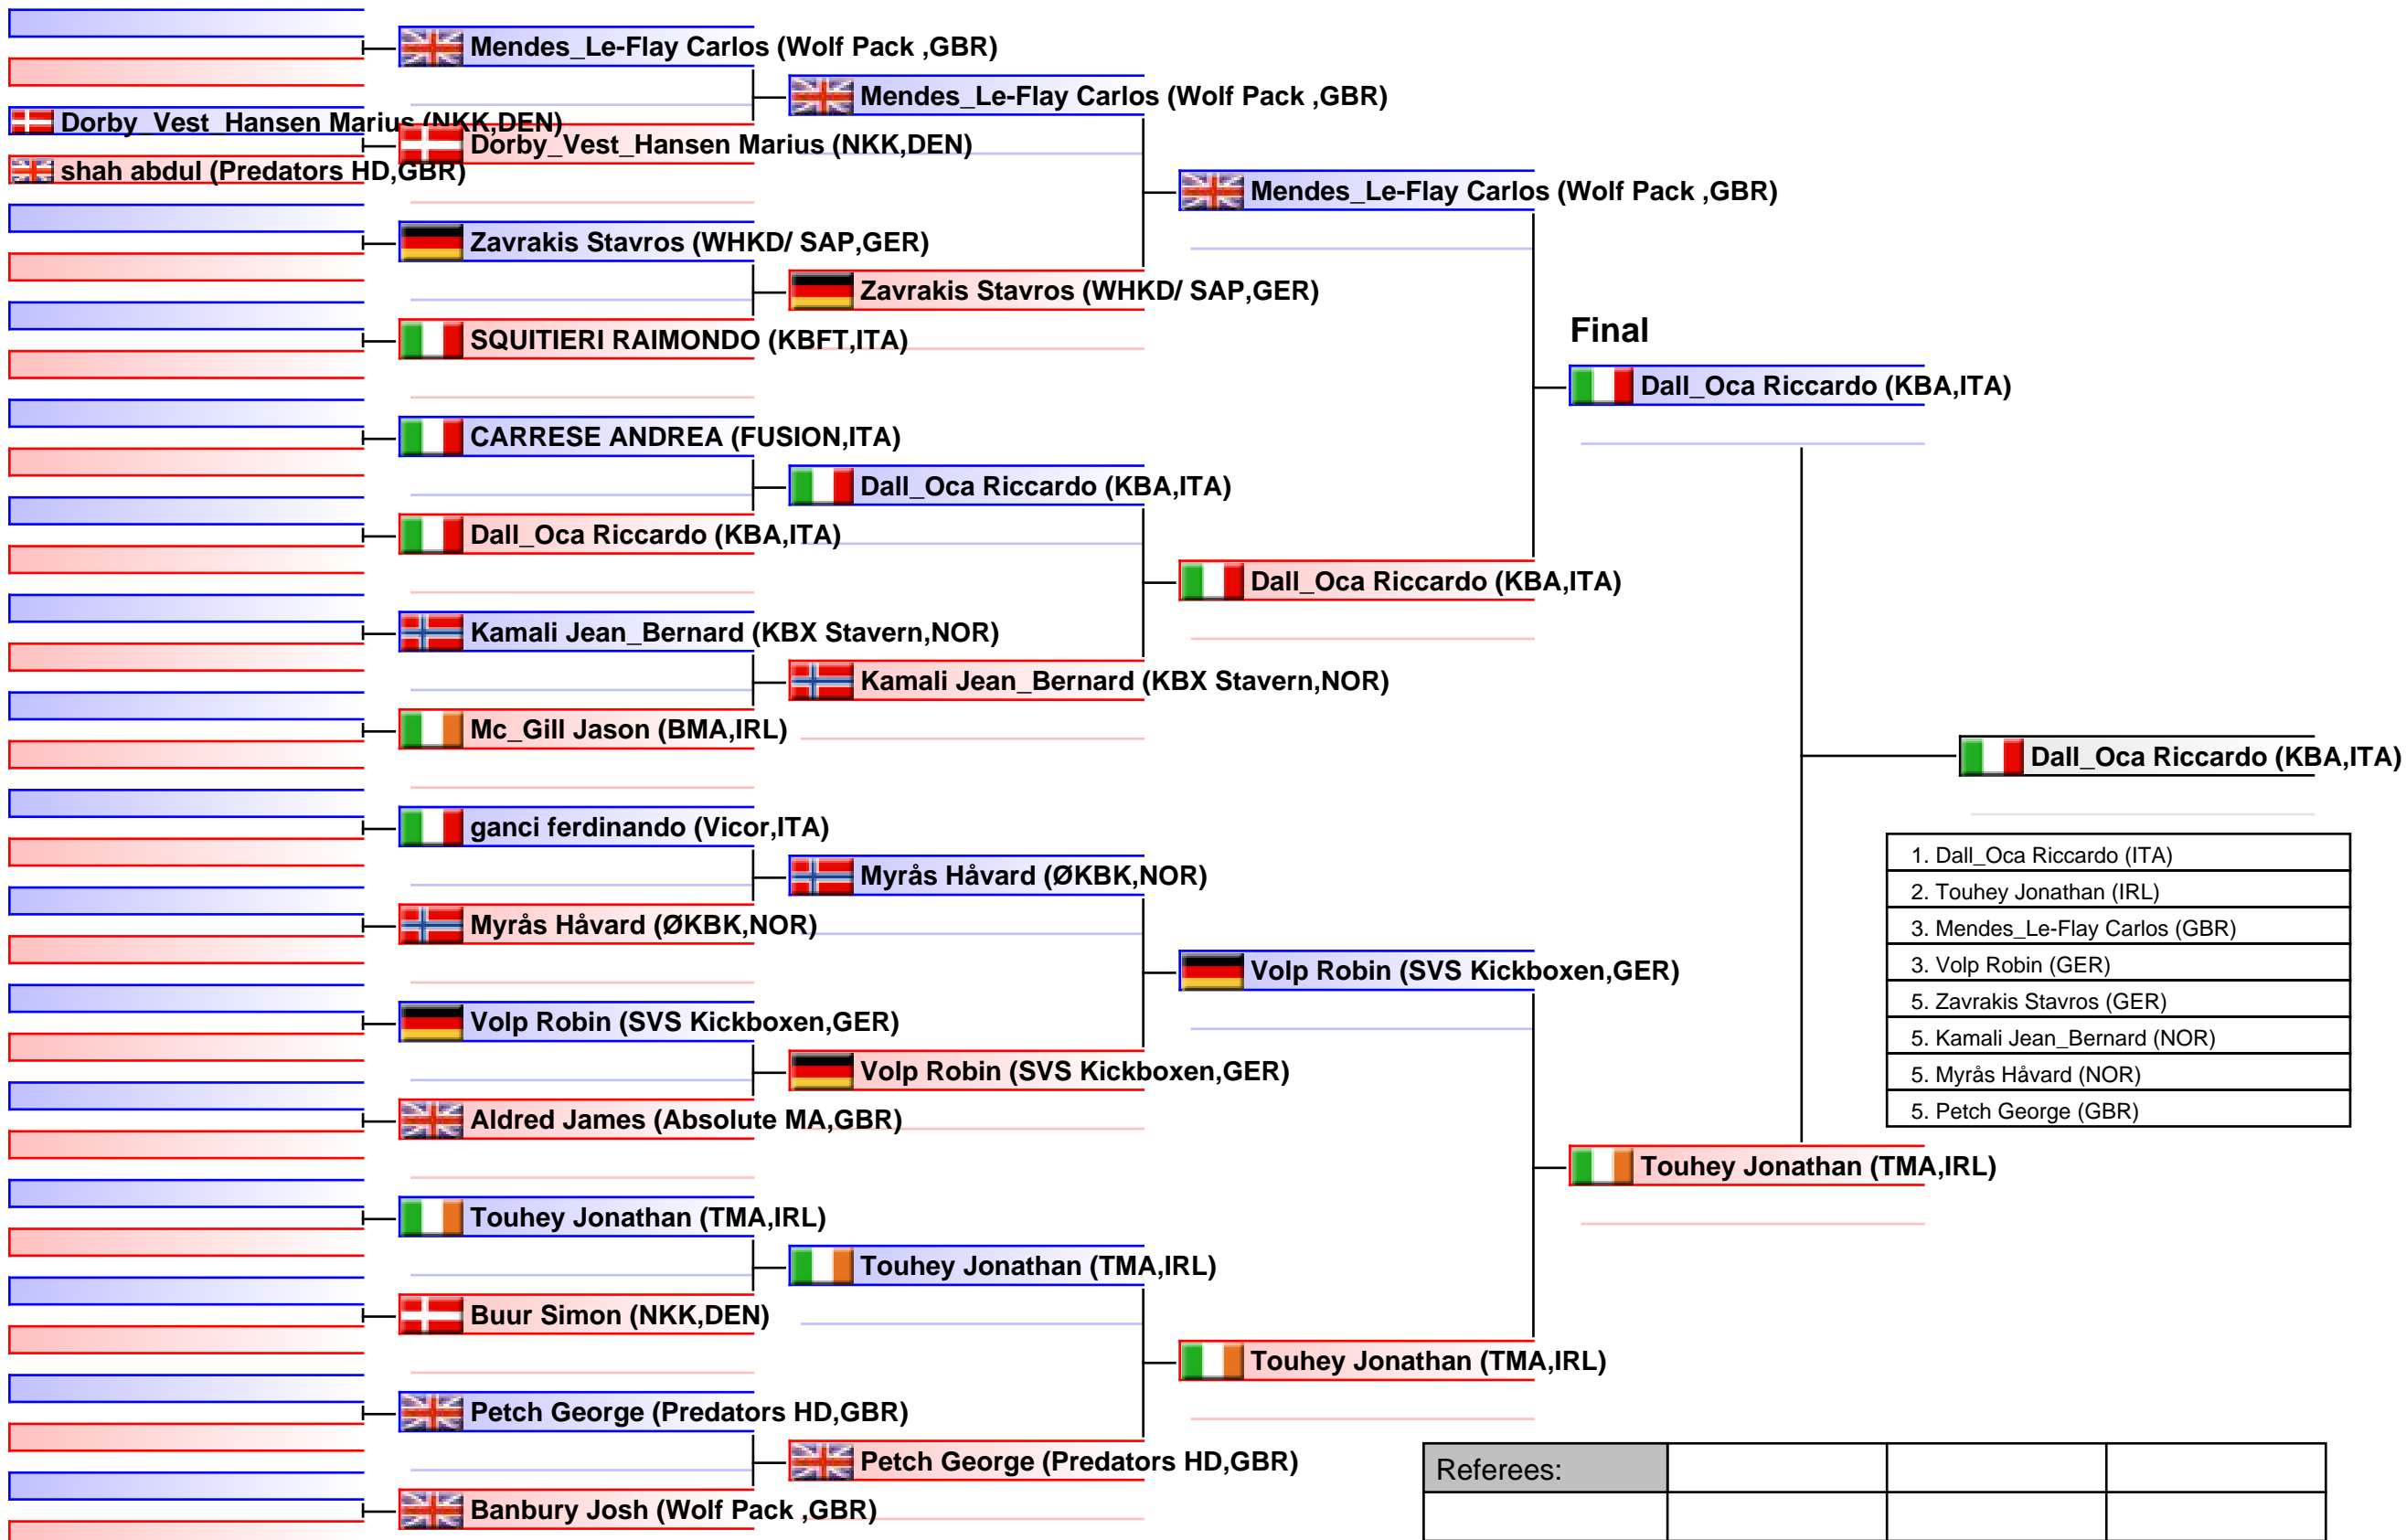 Dorby_Vest_Hansen Marius (NKK,DEN)
shah abdul (Predators HD,GBR)
Mendes_Le-Flay Carlos (Wolf Pack ,GBR)
Dorby_Vest_Hansen Marius (NKK,DEN)
Zavrakis Stavros (WHKD/ SAP,GER)
SQUITIERI RAIMONDO (KBFT,ITA)
CARRESE ANDREA (FUSION,ITA)
Dall_Oca Riccardo (KBA,ITA)
Kamali Jean_Bernard (KBX Stavern,NOR)
Mc_Gill Jason (BMA,IRL)
ganci ferdinando (Vicor,ITA)
Myrås Håvard (ØKBK,NOR)
Volp Robin (SVS Kickboxen,GER)
Aldred James (Absolute MA,GBR)
Touhey Jonathan (TMA,IRL)
Buur Simon (NKK,DEN)
Petch George (Predators HD,GBR)
Banbury Josh (Wolf Pack ,GBR)
Mendes_Le-Flay Carlos (Wolf Pack ,GBR)
Zavrakis Stavros (WHKD/ SAP,GER)
Dall_Oca Riccardo (KBA,ITA)
Kamali Jean_Bernard (KBX Stavern,NOR)
Myrås Håvard (ØKBK,NOR)
Volp Robin (SVS Kickboxen,GER)
Touhey Jonathan (TMA,IRL)
Petch George (Predators HD,GBR)
Mendes_Le-Flay Carlos (Wolf Pack ,GBR)
Dall_Oca Riccardo (KBA,ITA)
Volp Robin (SVS Kickboxen,GER)
Touhey Jonathan (TMA,IRL)
Final
Dall_Oca Riccardo (KBA,ITA)
Touhey Jonathan (TMA,IRL)
Dall_Oca Riccardo (KBA,ITA)
1. Dall_Oca Riccardo (ITA)
2. Touhey Jonathan (IRL)
3. Mendes_Le-Flay Carlos (GBR)
3. Volp Robin (GER)
5. Zavrakis Stavros (GER)
5. Kamali Jean_Bernard (NOR)
5. Myrås Håvard (NOR)
5. Petch George (GBR)
Referees: